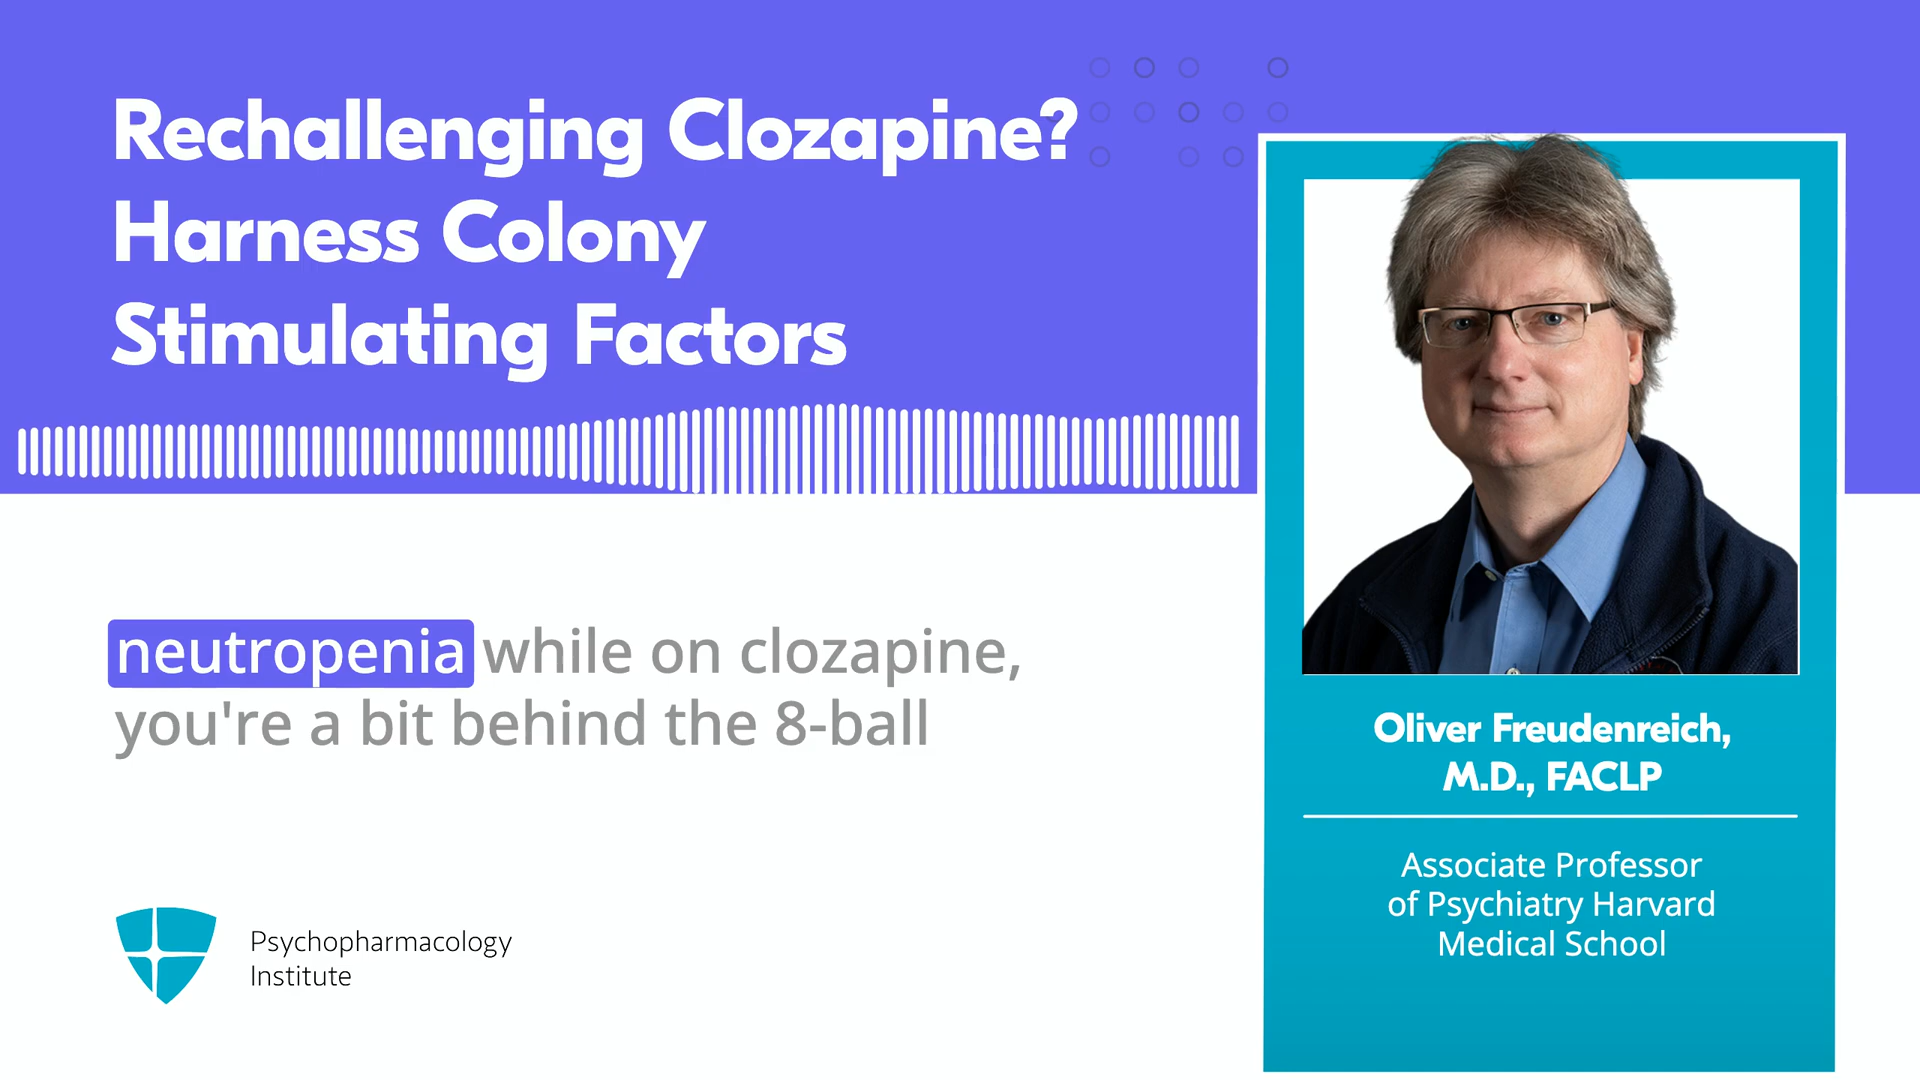 Rechallenging Clozapine?
Harness Colony
Stimulating Factors
neutropenia while on clozapine,
you're a bit behind the 8-ball
Psychopharmacology
Institute
Oliver Freudenreich,
M.D., FACLP
Associate Professor
of Psychiatry Harvard
Medical School